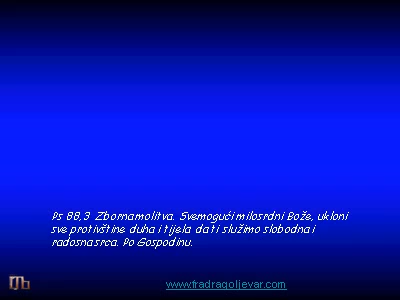 Ps 88,3 Zbornamolitva. Svemogući milosrdni Bože, ukloni
sve protivštine duha i tijela da ti služimo slobodna i
radosna srca. Po Gospodinu.
www.fradragoljevar.com